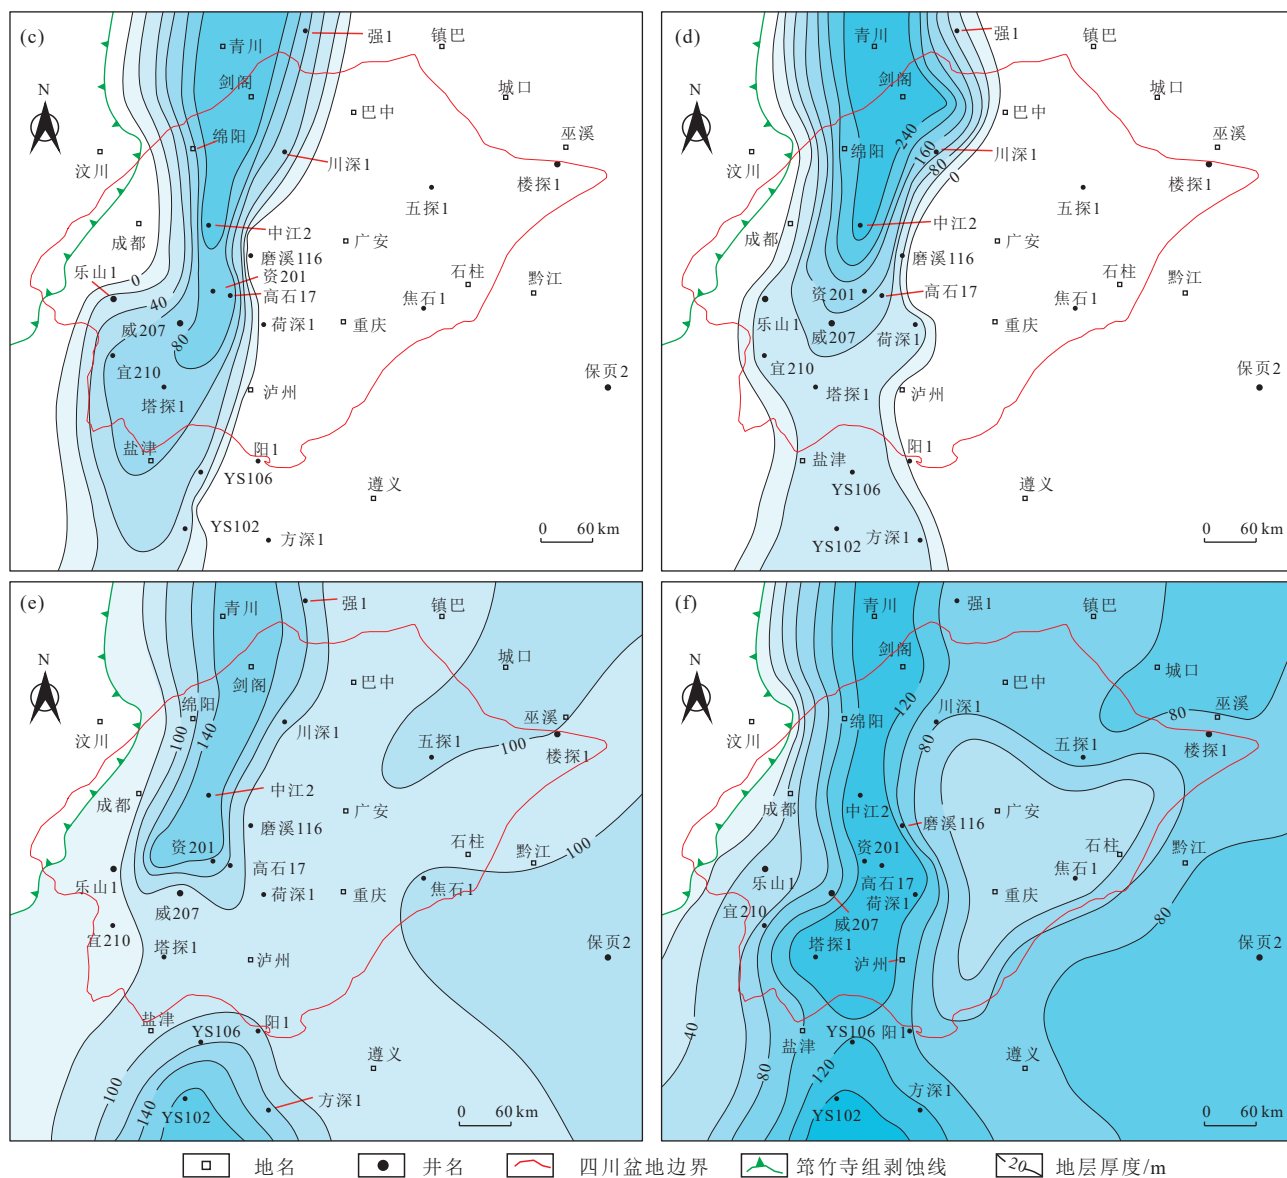 (c)
强1
镇巴
青川
剑阁
城口
N
巴中
绵阳
巫溪
汶川
川深1
楼探1
五探1
成都
中江2
广安
磨溪116
乐山1
0
资201
石柱
黔江
40
高石17
焦石1
威207
荷深1
重庆
80
宜210
保页2
塔探1
泸州
盐津
阳1
YS106
遵义
YS102
方深1
0 60 km
(d)
强1
镇巴
青川
剑阁
城口
N
巴中
240
绵阳
160
川深1
巫溪
汶川
80
0
楼探1
五探1
成都
中江2
广安
磨溪116
石柱
黔江
资201
高石17
焦石1
乐山1
威207
荷深1
重庆
宜210
保页2
塔探1
泸州
盐津
阳1
YS106
遵义
YS102
方深1
0 60 km
(e)
强1
镇巴
青川
N
剑阁
城口
巴中
绵阳
100
140
川深1
巫溪
汶川
五探1
100
楼探1
成都
中江2
广安
磨溪116
资201
石柱
黔江
100
乐山1
高石17
焦石1
威207
荷深1
重庆
宜210
塔探1
泸州
保页2
盐津
YS106
阳1
遵义
100
140
YS102
方深1
0 60 km
(f)
强1
镇巴
青川
N
剑阁
城口
巴中
120
绵阳
川深1
80
80
巫溪
汶川
五探1
楼探1
成都
中江2
广安
磨溪116
资201
石柱
黔江
乐山1
高石17
焦石1
荷深1
重庆
宜210
威207
80
塔探1
泸州
保页2
40
盐津
YS106
阳1
80
120
遵义
YS102
方深1
0 60 km
地名
井名
四川盆地边界
筇竹寺组剥蚀线
20
地层厚度/m